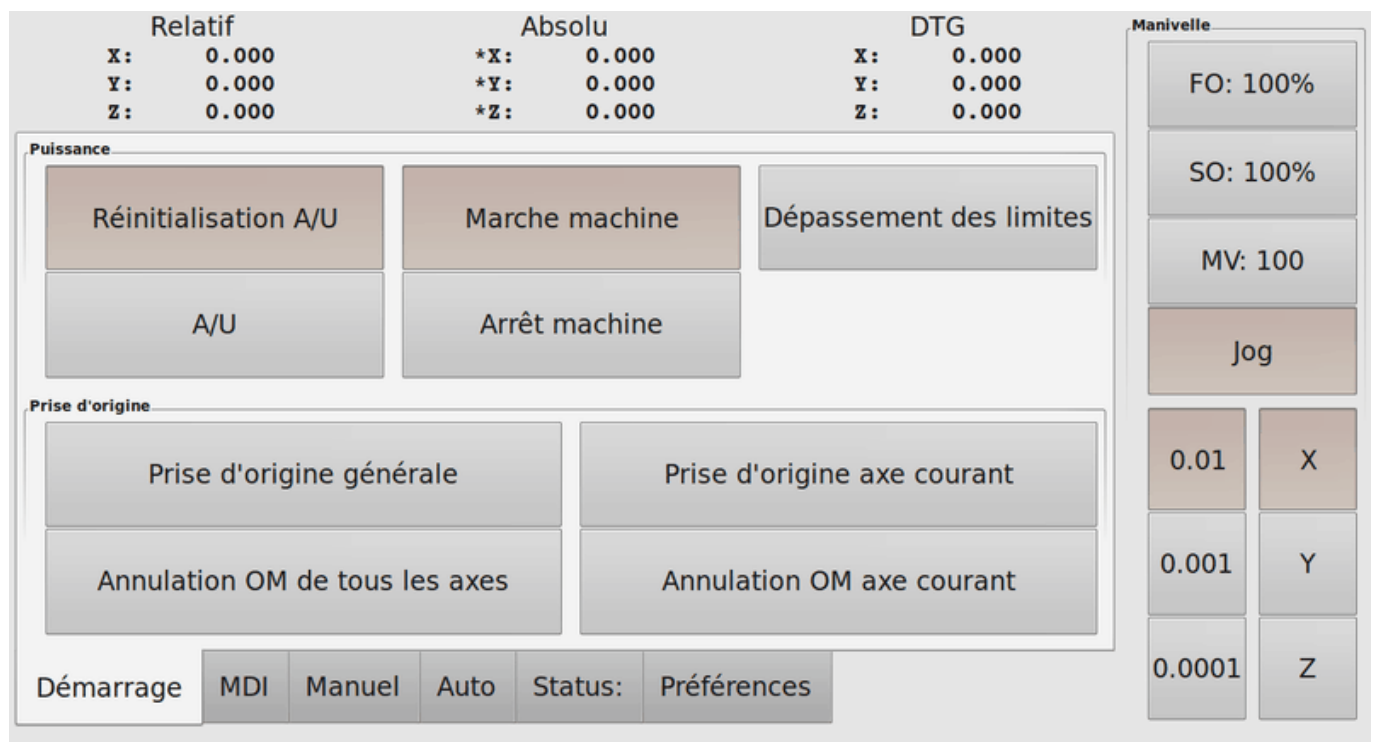 Relatif Absolu DTG Manivelle
X: 0.000 *X: 0.000 X: 0.000
Y: 0.000 *Y: 0.000 Y: 0.000
Z: 0.000 *Z: 0.000 Z: 0.000
FO: 100%
Puissance
SO: 100%
Réinitialisation A/U Marche machine Dépassement des limites
MV: 100
A/U Arrêt machine
Jog
Prise d'origine
Prise d'origine générale Prise d'origine axe courant
0.01 X
Annulation OM de tous les axes Annulation OM axe courant
0.001 Y
0.0001 Z
Démarrage MDI Manuel Auto Status: Préférences